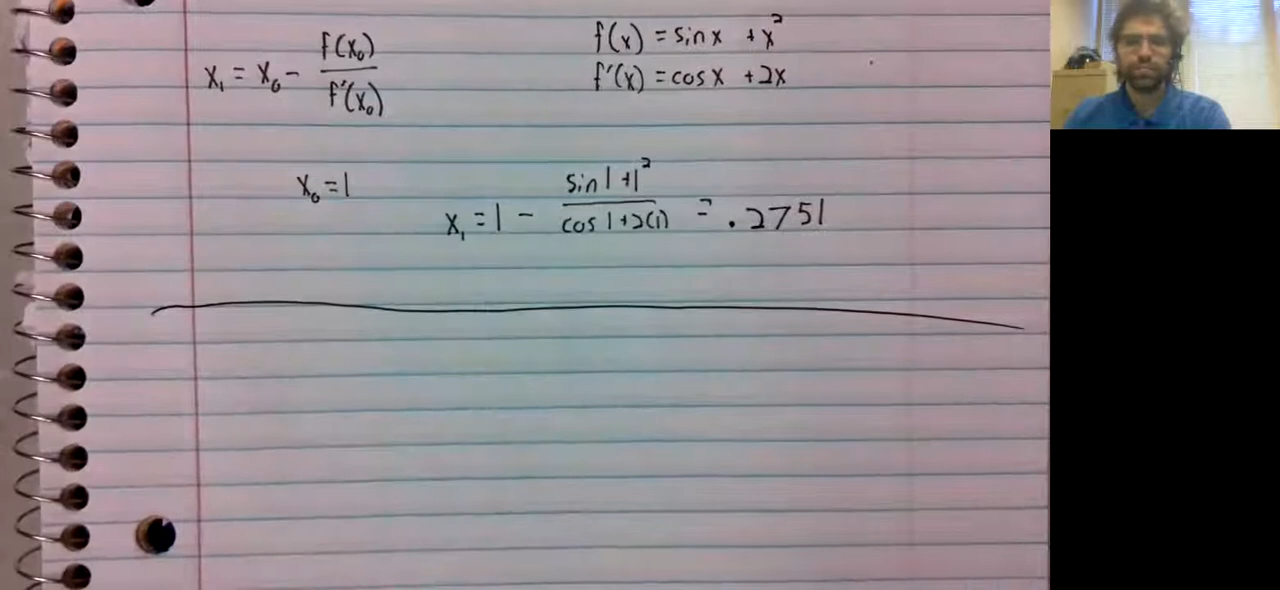 x₁ = x₀ - f(x₀) / f'(x₀)
f(x) = sin x + x²
f'(x) = cos x + 2x
x₀ = 1
x₁ = 1 - (sin 1 + 1²) / (cos 1 + 2(1)) = .2751